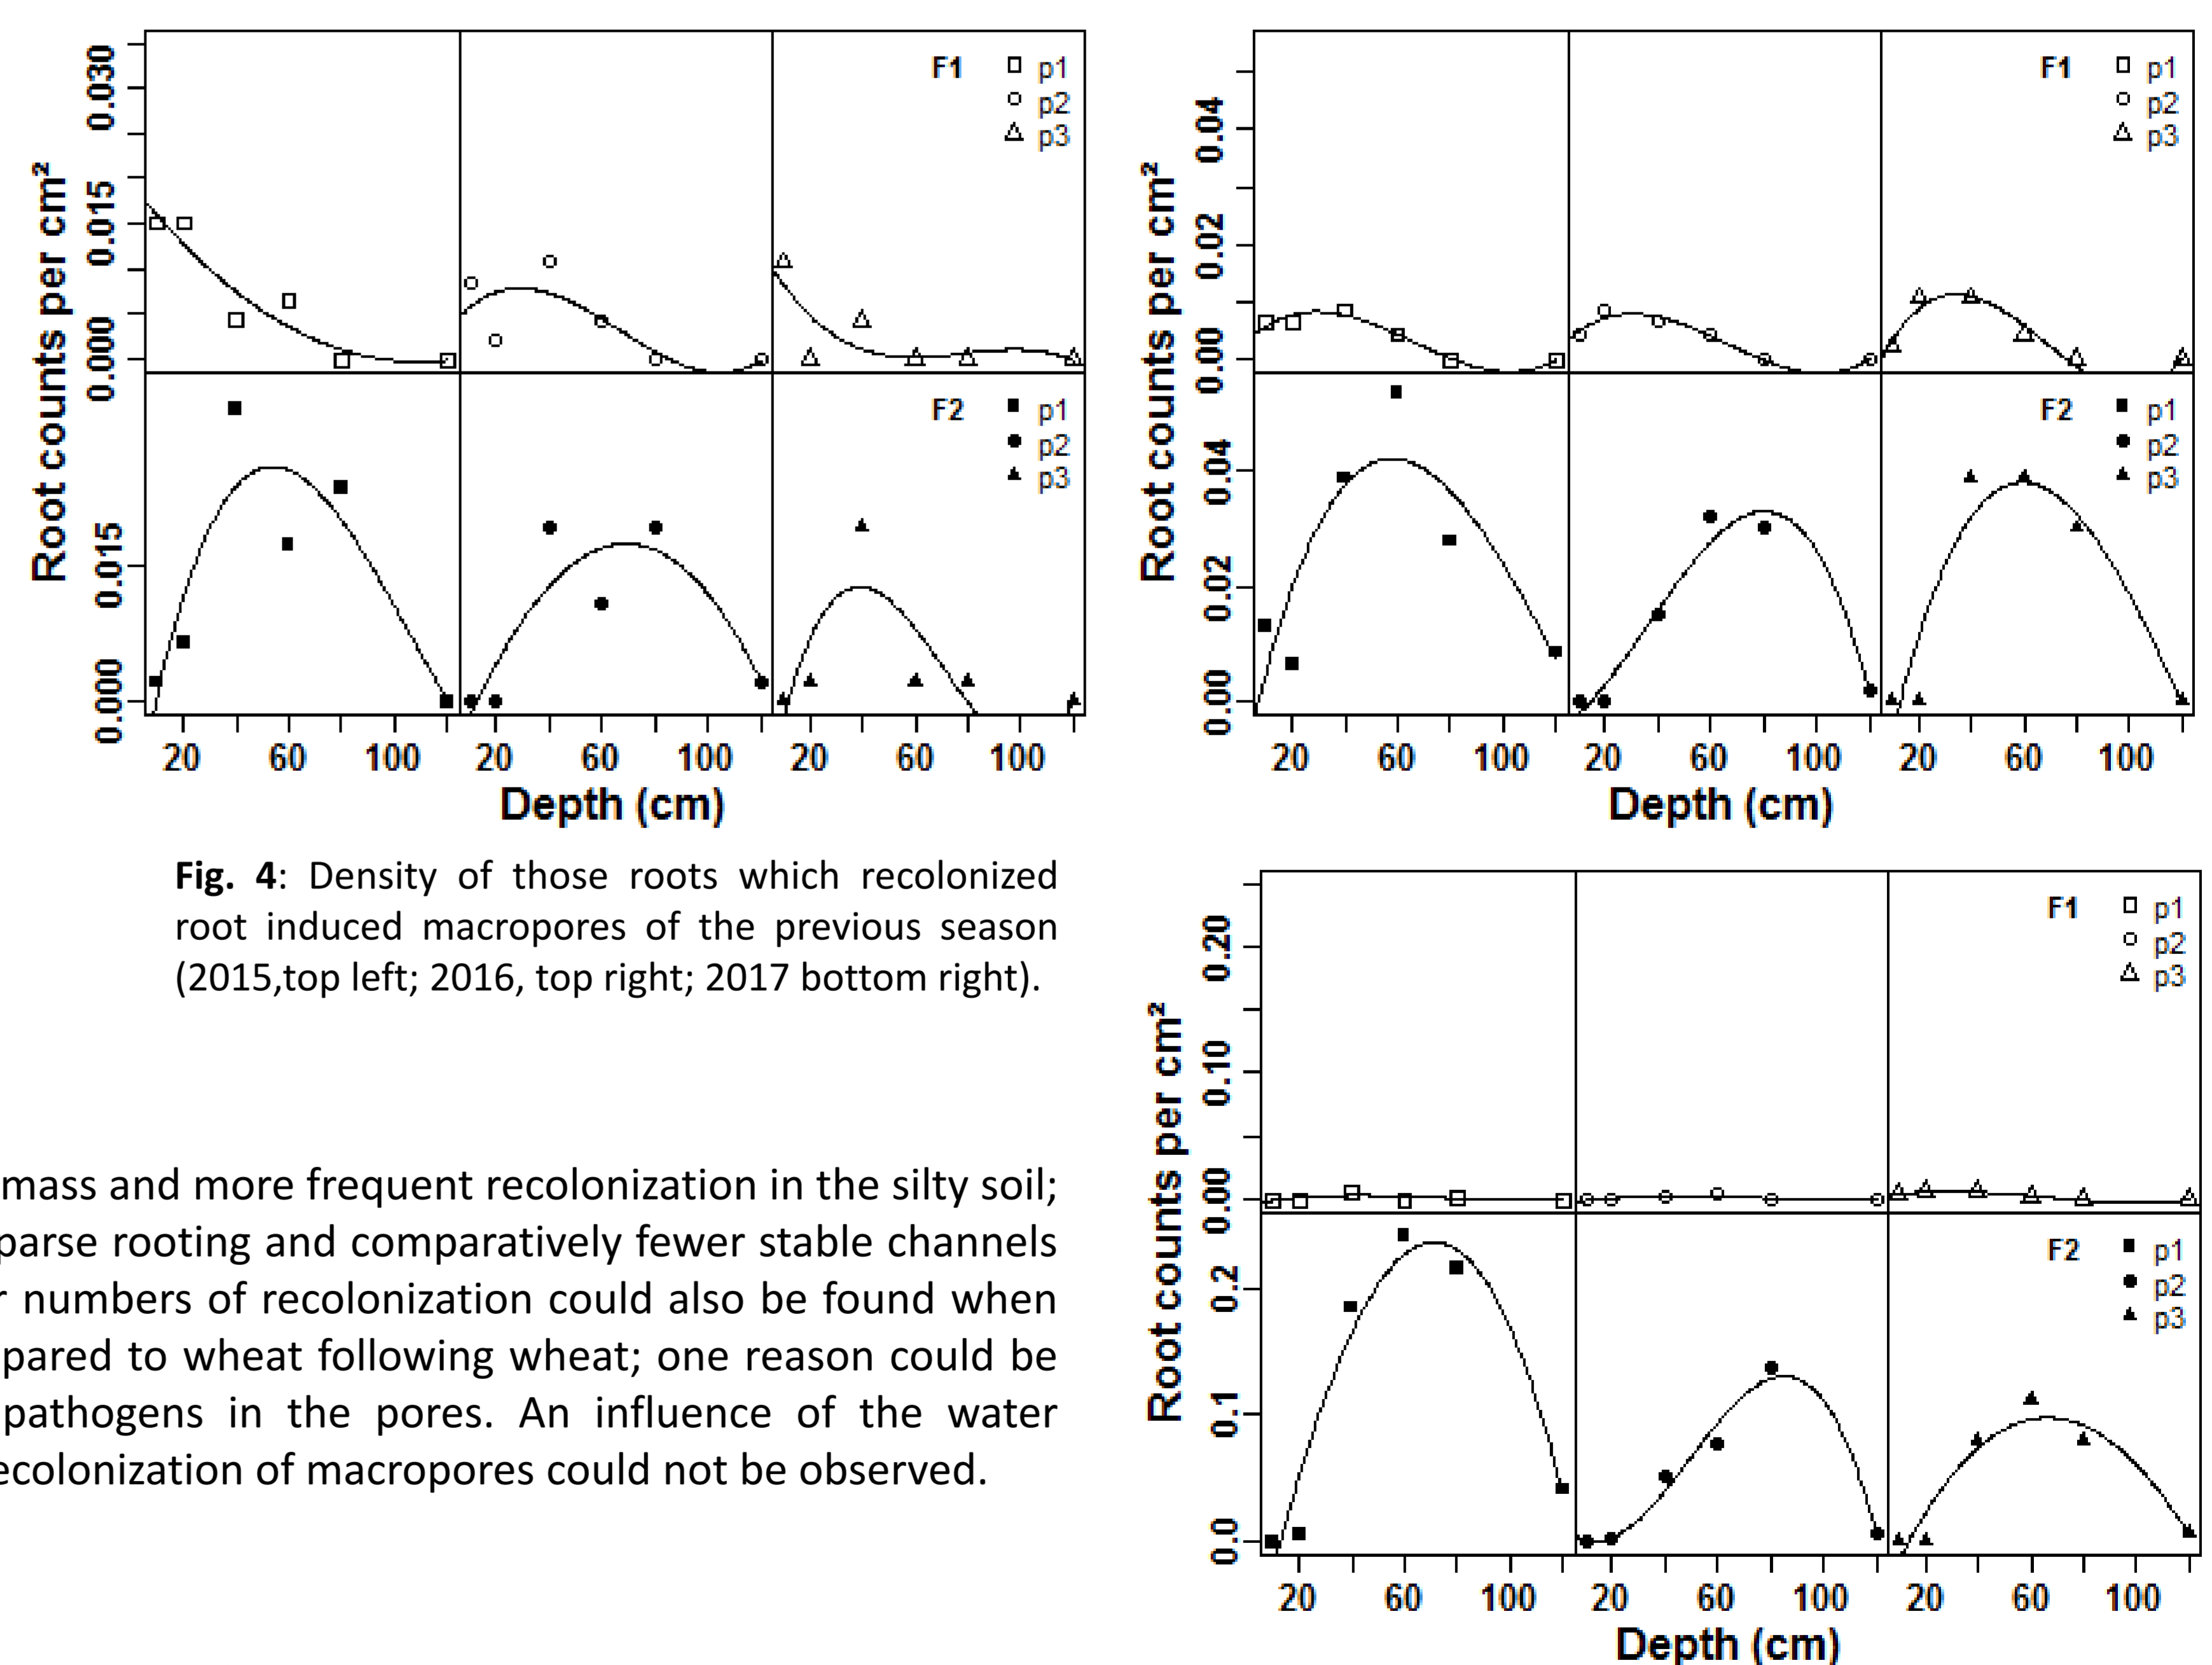 Root counts per cm²
0.000 0.015 0.030
F1 p1
p2
p3
0.000 0.015
F2 p1
p2
p3
20 60 100 20 60 100 20 60 100
Depth (cm)
Root counts per cm²
0.00 0.02 0.04
F1 p1
p2
p3
0.00 0.02 0.04
F2 p1
p2
p3
20 60 100 20 60 100 20 60 100
Depth (cm)
Fig. 4: Density of those roots which recolonized
root induced macropores of the previous season
(2015,top left; 2016, top right; 2017 bottom right).
Root counts per cm²
0.00 0.10 0.20
F1 p1
p2
p3
0.0 0.1 0.2
F2 p1
p2
p3
20 60 100 20 60 100 20 60 100
Depth (cm)
mass and more frequent recolonization in the silty soil;
parse rooting and comparatively fewer stable channels
r numbers of recolonization could also be found when
pared to wheat following wheat; one reason could be
pathogens in the pores. An influence of the water
ecolonization of macropores could not be observed.